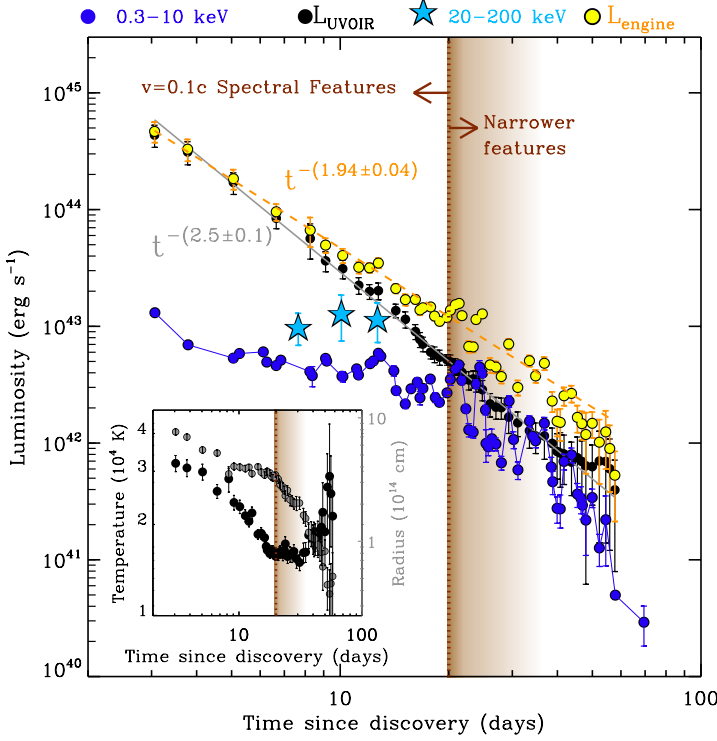 0.3-10 keV L_UVOIR 20-200 keV L_engine
10^45
10^44
10^43
10^42
10^41
10^40
Luminosity (erg s^-1)
v=0.1c Spectral Features
Narrower
features
t^-(1.94±0.04)
t^-(2.5±0.1)
4
3
2
1
Temperature (10^4 K)
10
1
Radius (10^14 cm)
10 100
Time since discovery (days)
10 100
Time since discovery (days)